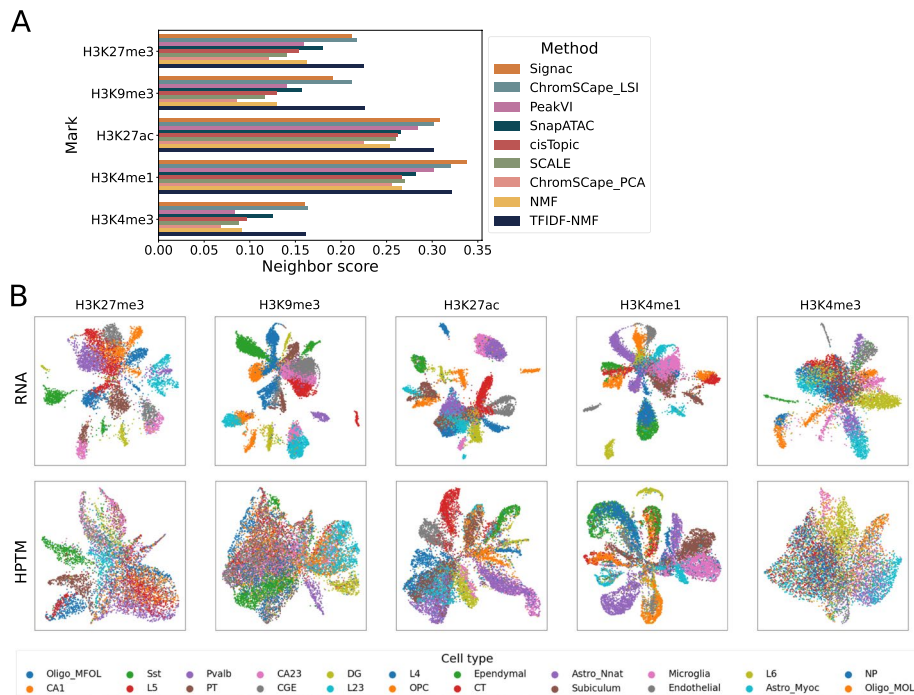 A
Mark
H3K27me3
H3K9me3
H3K27ac
H3K4me1
H3K4me3
0.00 0.05 0.10 0.15 0.20 0.25 0.30 0.35
Neighbor score
Method
Signac
ChromSCape_LSI
PeakVI
SnapATAC
cisTopic
SCALE
ChromSCape_PCA
NMF
TFIDF-NMF
B
H3K27me3 H3K9me3 H3K27ac H3K4me1 H3K4me3
RNA
HPTM
Cell type
Oligo_MFOL Sst Pvalb CA23 DG L4 Ependymal Astro_Nnat Microglia L6 NP
CA1 L5 PT CGE L23 OPC CT Subiculum Endothelial Astro_Myoc